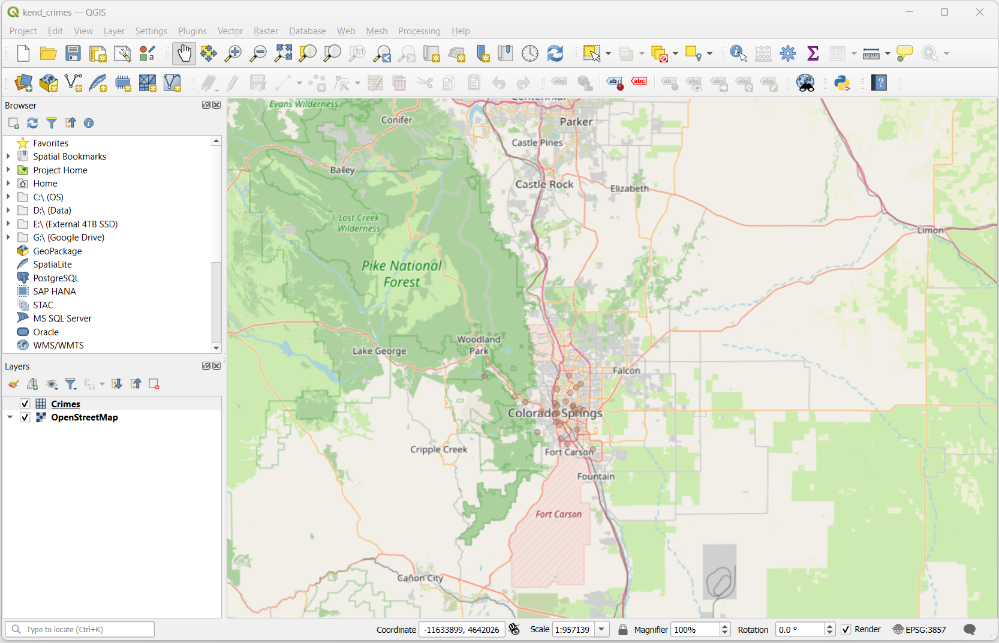 kend_crimes — QGIS
Project Edit View Layer Settings Plugins Vector Raster Database Web Mesh Processing Help
Browser
Favorites
Spatial Bookmarks
Project Home
Home
C:\ (OS)
D:\ (Data)
E:\ (External 4TB SSD)
G:\ (Google Drive)
GeoPackage
SpatiaLite
PostgreSQL
SAP HANA
STAC
MS SQL Server
Oracle
WMS/WMTS
Layers
Crimes
OpenStreetMap
Centennial
Evans Wilderness
Conifer
Parker
Castle Pines
Bailey
Castle Rock
Elizabeth
Lost Creek
Wilderness
Limon
Pike National
Forest
Woodland
Park
Lake George
Falcon
Colorado Springs
Cripple Creek
Fort Carson
Fountain
Fort Carson
Cañon City
Type to locate (Ctrl+K)
Coordinate -11633899, 4642026 Scale 1:957139 Magnifier 100% Rotation 0.0 ° Render EPSG:3857